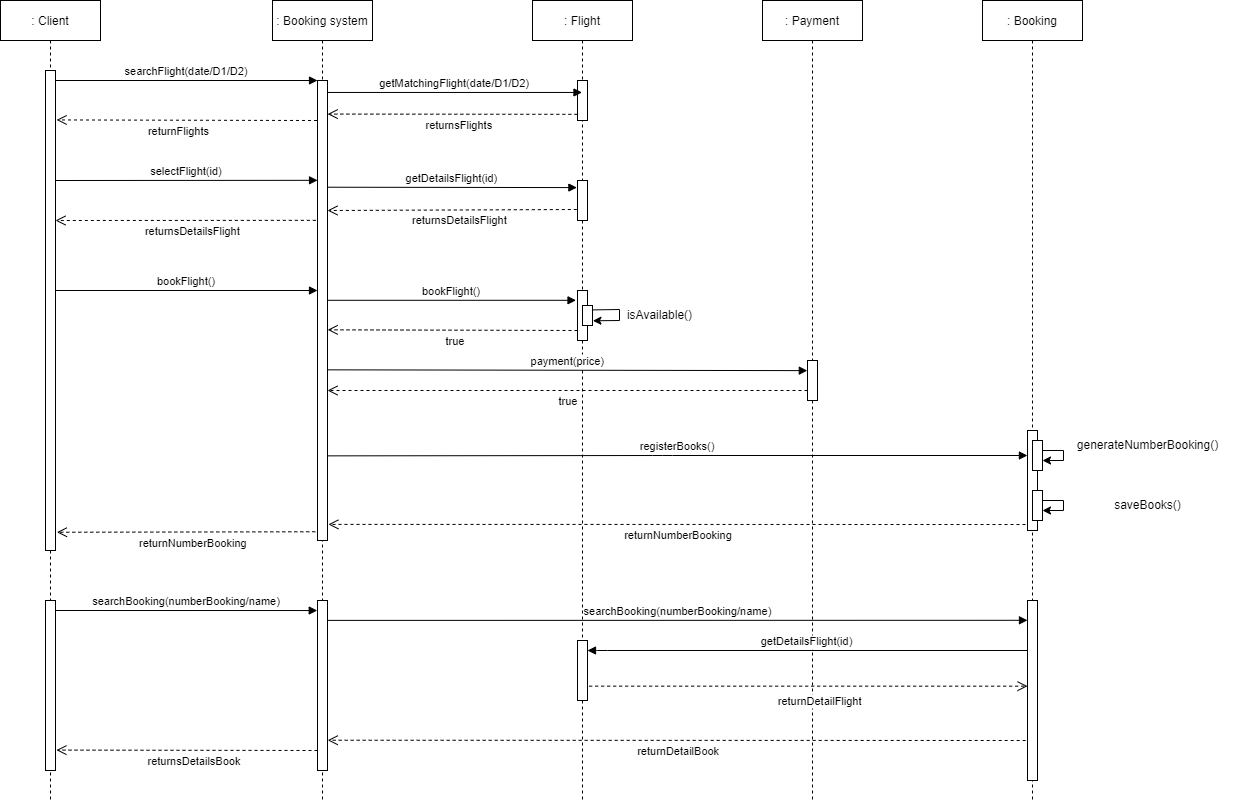 : Client
: Booking system
: Flight
: Payment
: Booking
searchFlight(date/D1/D2)
getMatchingFlight(date/D1/D2)
returnsFlights
returnFlights
selectFlight(id)
getDetailsFlight(id)
returnsDetailsFlight
returnsDetailsFlight
bookFlight()
bookFlight()
isAvailable()
true
payment(price)
true
registerBooks()
generateNumberBooking()
saveBooks()
returnNumberBooking
returnNumberBooking
searchBooking(numberBooking/name)
searchBooking(numberBooking/name)
getDetailsFlight(id)
returnDetailFlight
returnDetailBook
returnsDetailsBook